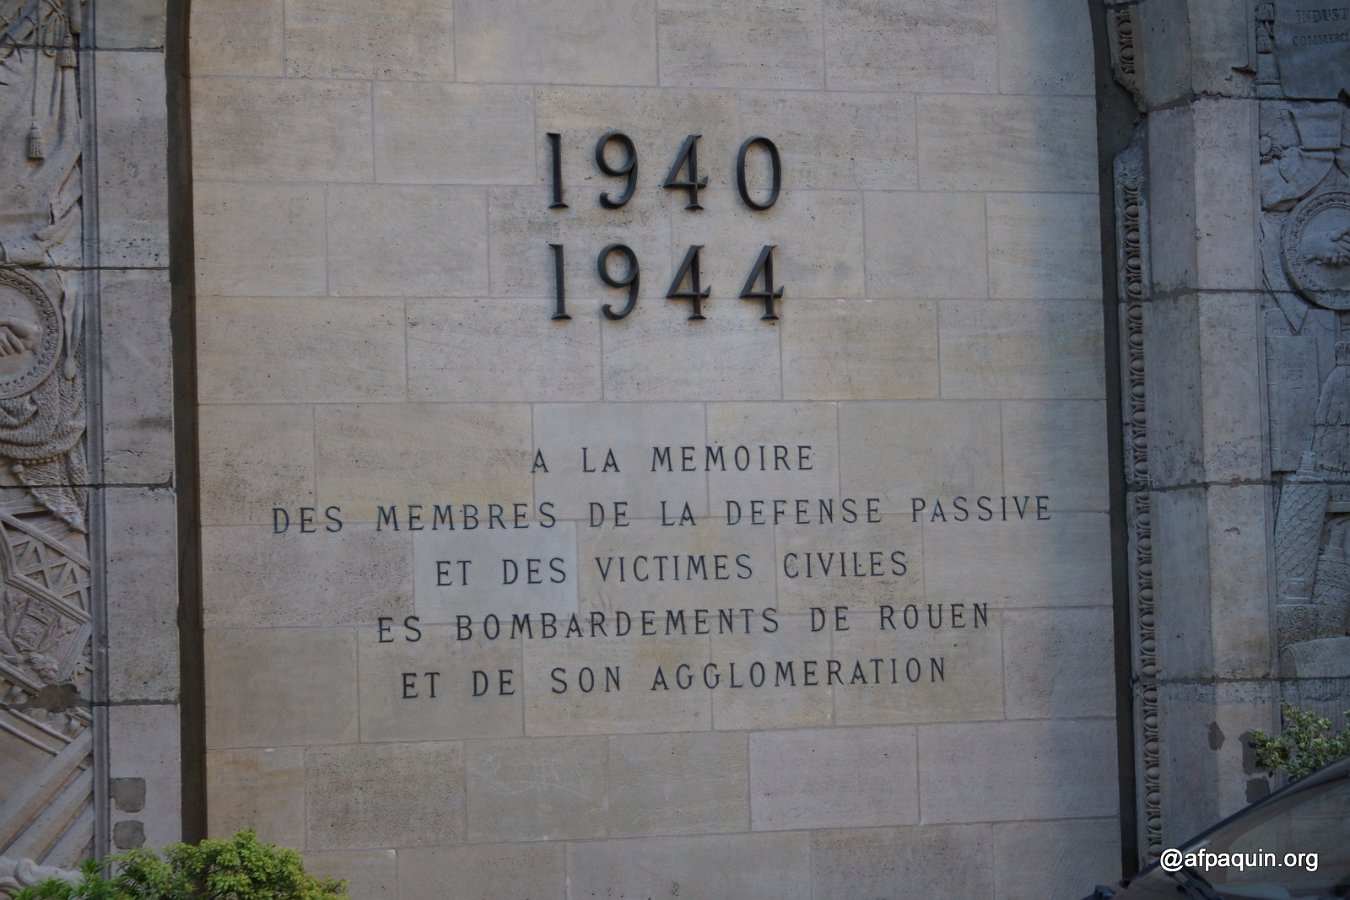 1940
1944
A LA MEMOIRE
DES MEMBRES DE LA DEFENSE PASSIVE
ET DES VICTIMES CIVILES
ES BOMBARDEMENTS DE ROUEN
ET DE SON AGGLOMERATION
@afpaquin.org